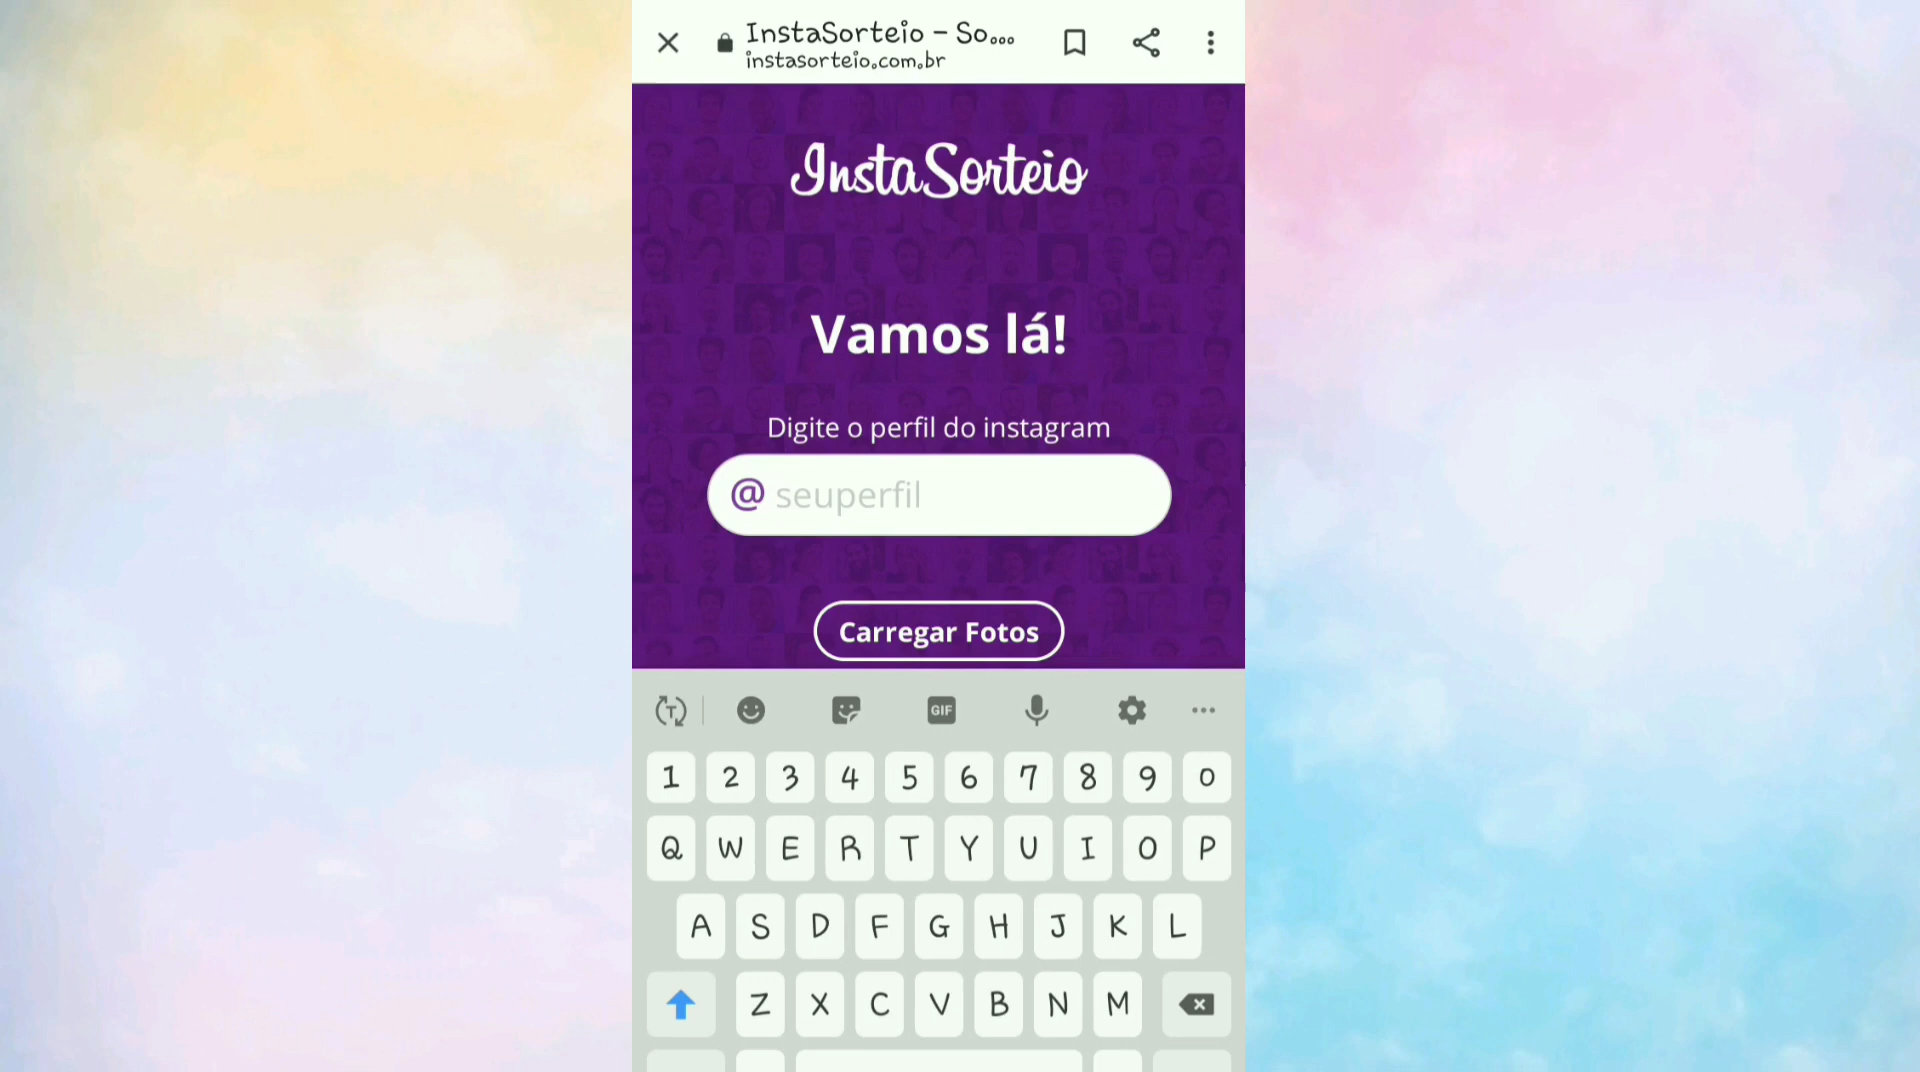 InstaSorteio – So...
instasorteio.com.br
InstaSorteio
Vamos lá!
Digite o perfil do instagram
@ seuperfil
Carregar Fotos
T GIF
1 2 3 4 5 6 7 8 9 0
Q W E R T Y U I O P
A S D F G H J K L
Z X C V B N M